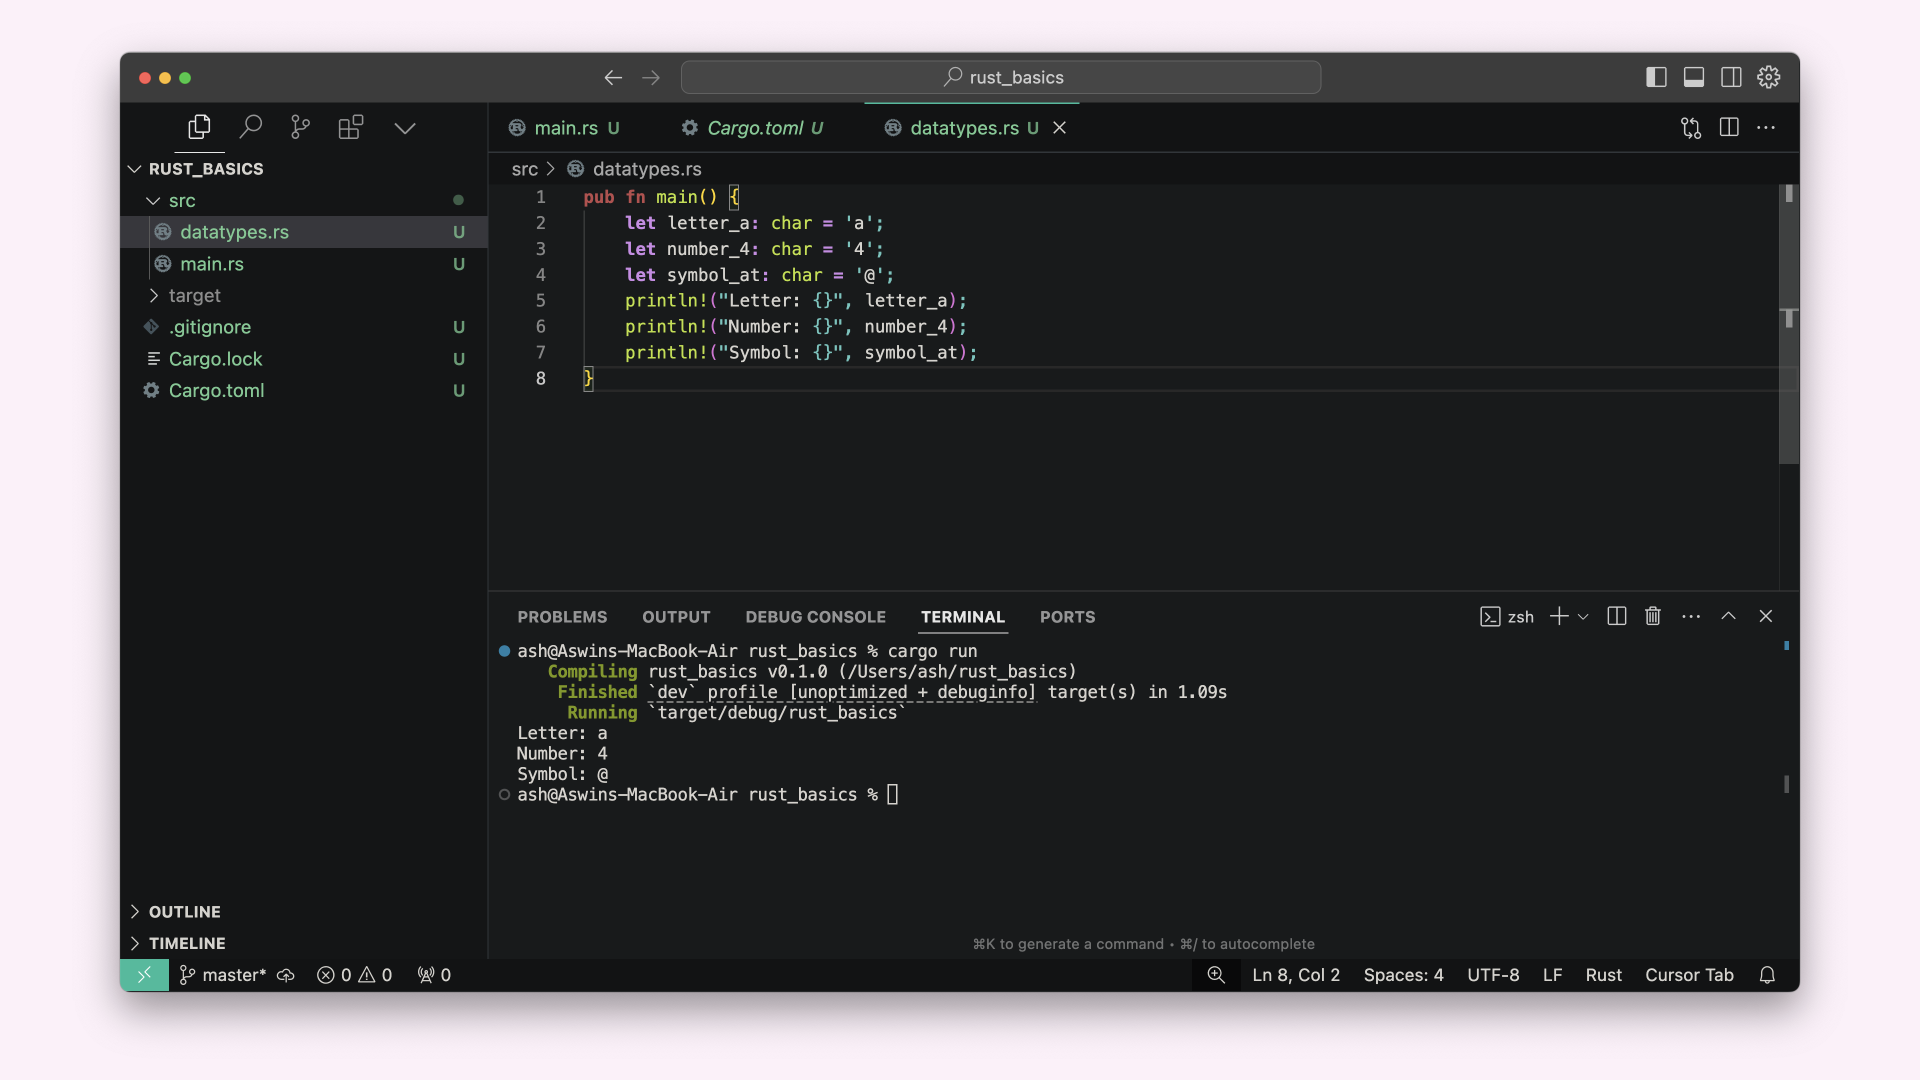 rust_basics
main.rs U
Cargo.toml U
datatypes.rs U
RUST_BASICS
src
datatypes.rs U
main.rs U
target
.gitignore U
Cargo.lock U
Cargo.toml U
OUTLINE
TIMELINE
src > datatypes.rs
1 pub fn main() {
2 let letter_a: char = 'a';
3 let number_4: char = '4';
4 let symbol_at: char = '@';
5 println!("Letter: {}", letter_a);
6 println!("Number: {}", number_4);
7 println!("Symbol: {}", symbol_at);
8 }
PROBLEMS OUTPUT DEBUG CONSOLE TERMINAL PORTS zsh
ash@Aswins-MacBook-Air rust_basics % cargo run
Compiling rust_basics v0.1.0 (/Users/ash/rust_basics)
Finished `dev` profile [unoptimized + debuginfo] target(s) in 1.09s
Running `target/debug/rust_basics`
Letter: a
Number: 4
Symbol: @
ash@Aswins-MacBook-Air rust_basics %
⌘K to generate a command • ⌘/ to autocomplete
master* 0 0 0 Ln 8, Col 2 Spaces: 4 UTF-8 LF Rust Cursor Tab